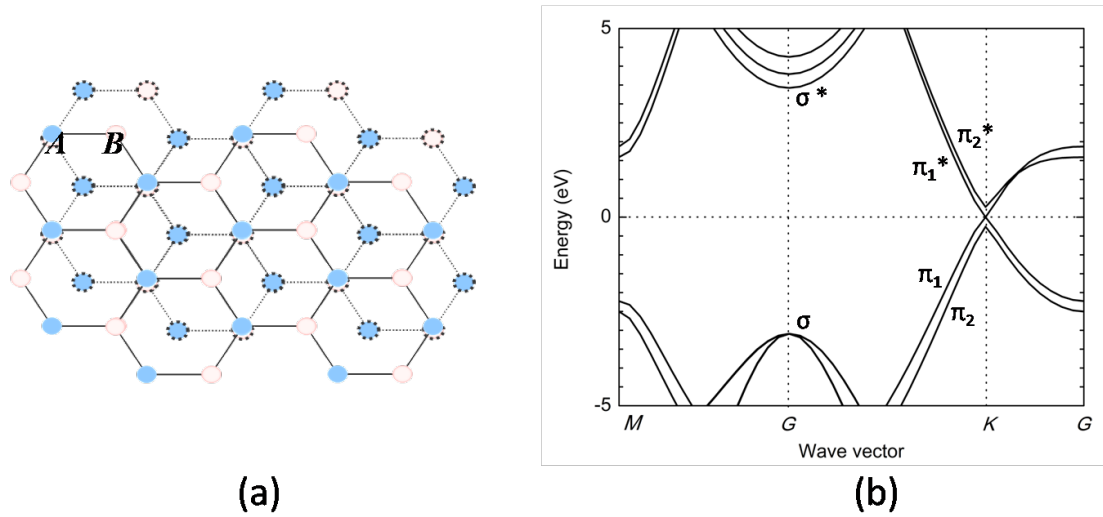 A B
5
σ *
π₂*
π₁*
0
Energy (eV)
π₁
π₂
σ
-5
M G K G
Wave vector
(a) (b)